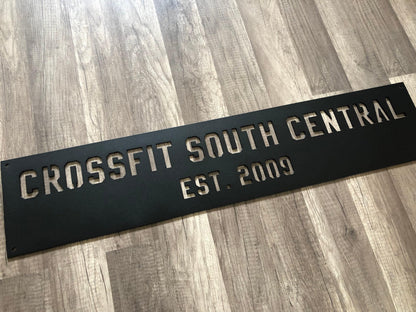 CROSSFIT SOUTH CENTRAL
EST. 2009